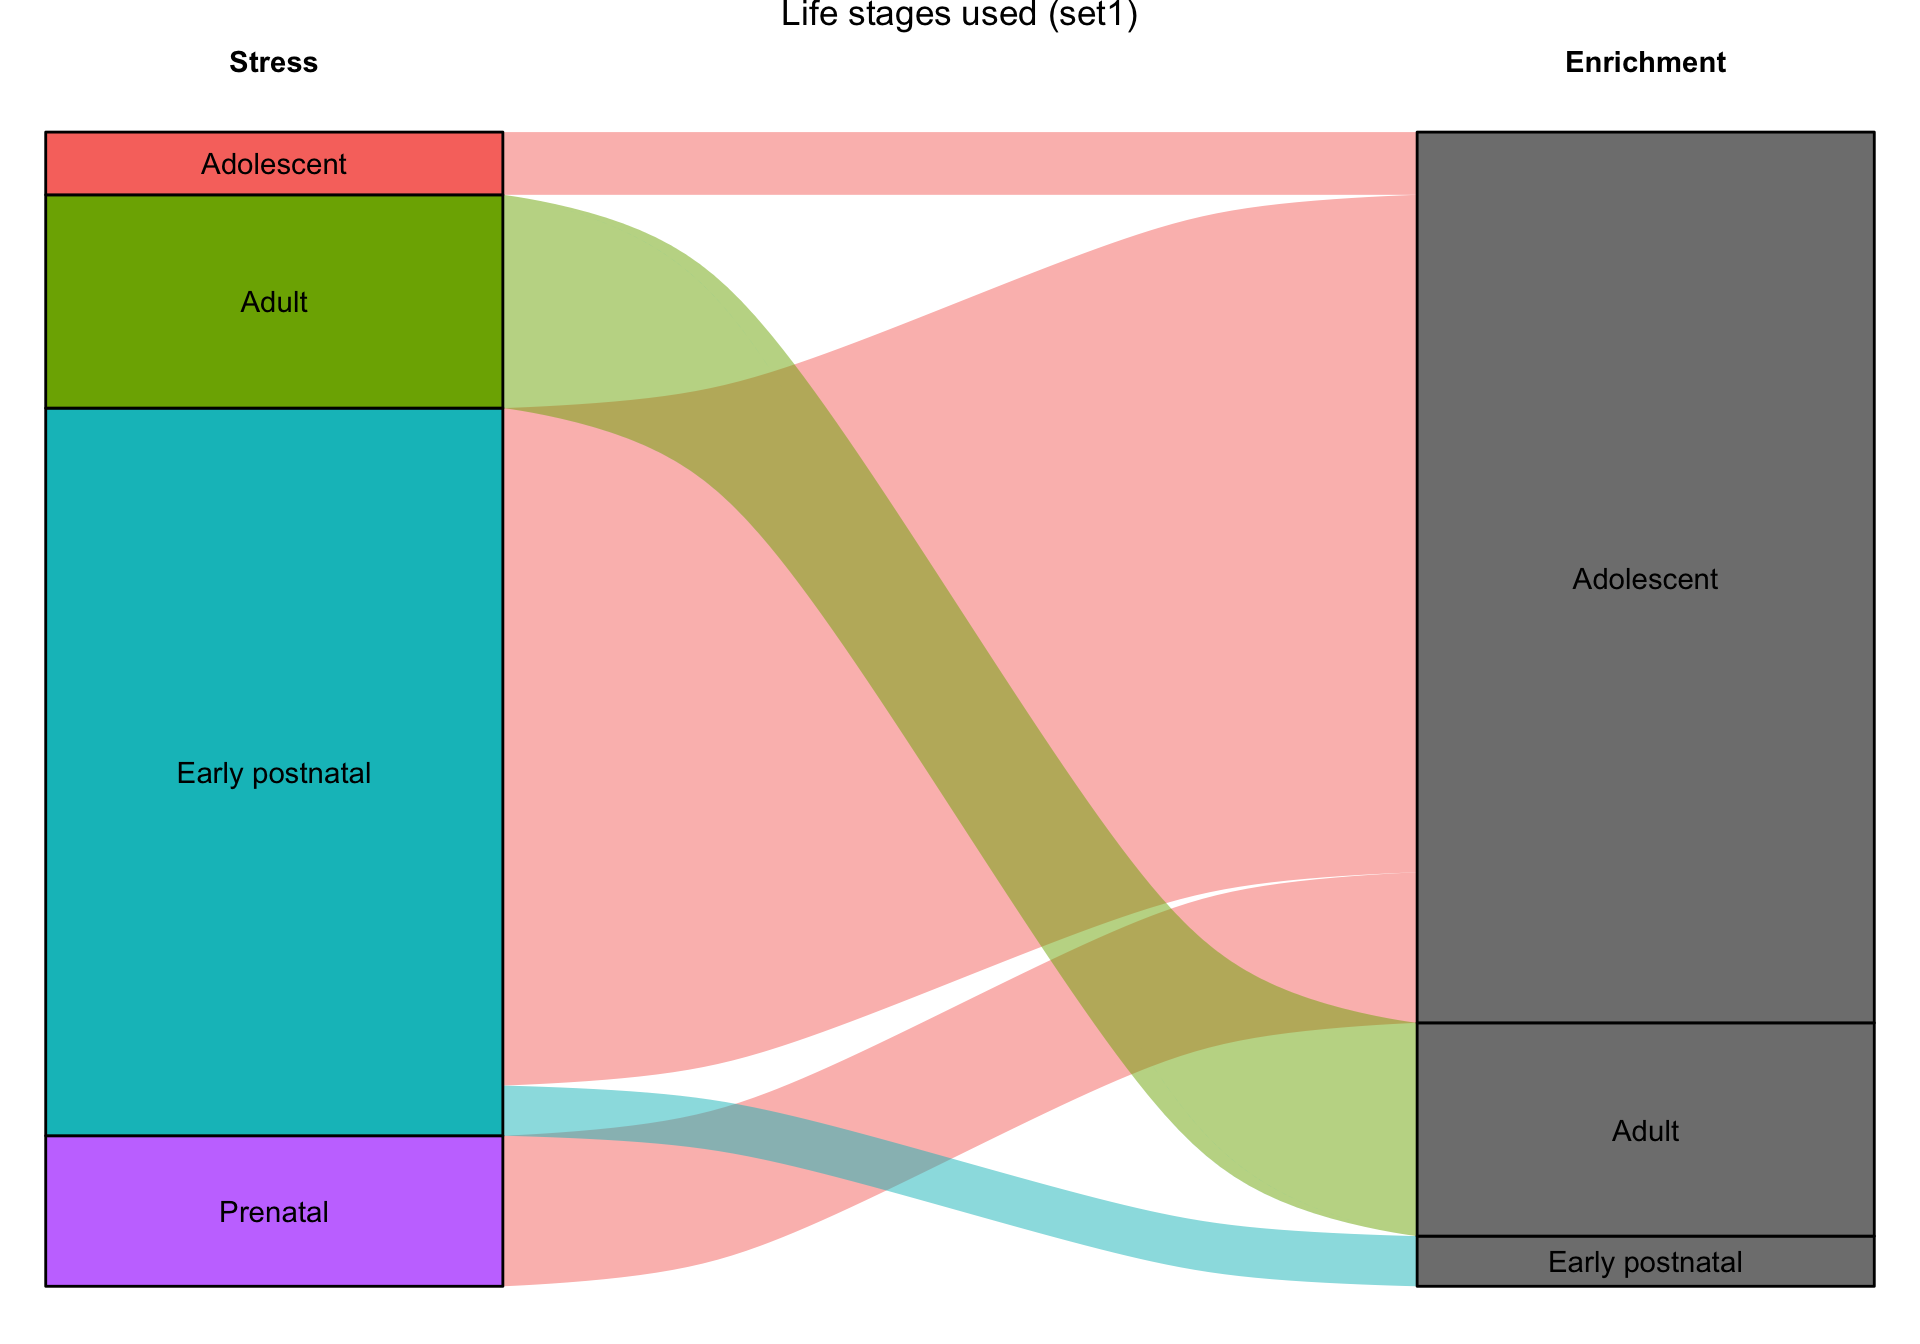 Life stages used (set1)
Stress
Enrichment
Adolescent
Adult
Early postnatal
Prenatal
Adolescent
Adult
Early postnatal